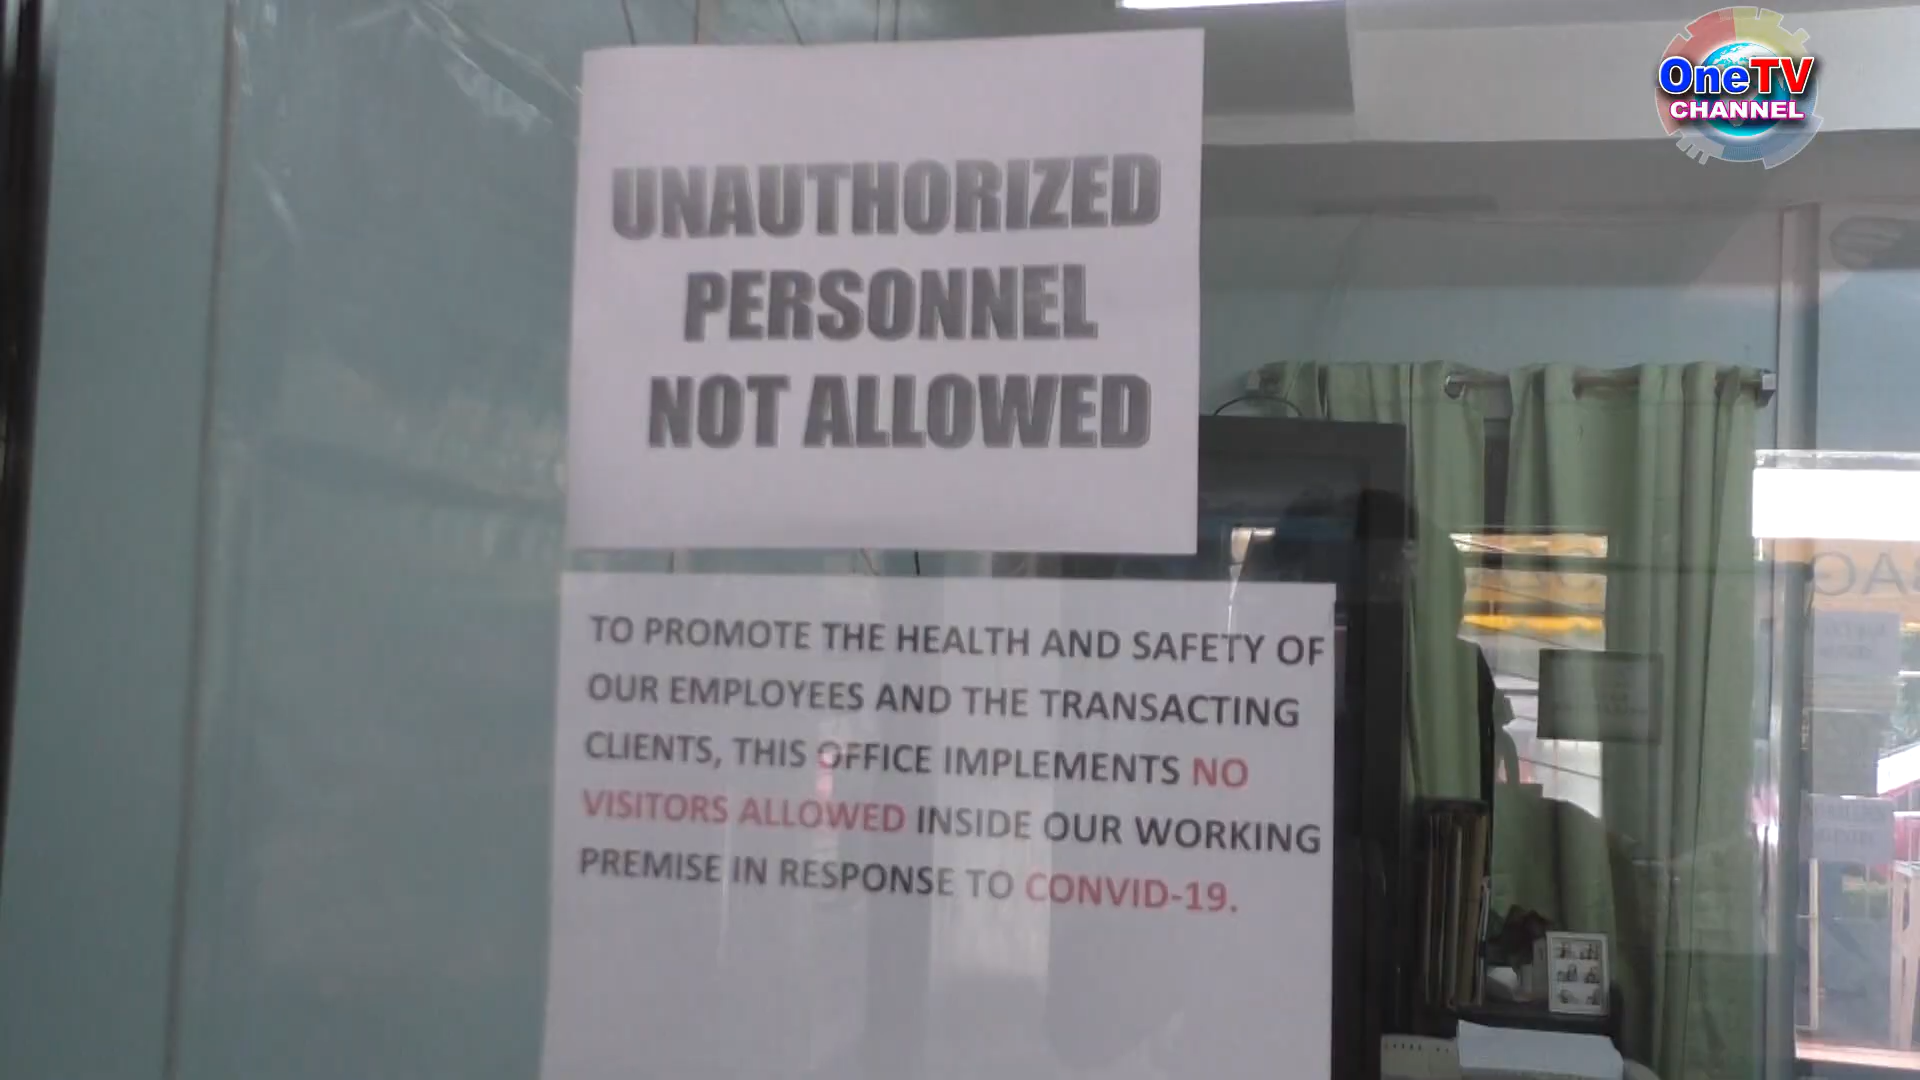 OneTV
CHANNEL
UNAUTHORIZED
PERSONNEL
NOT ALLOWED
TO PROMOTE THE HEALTH AND SAFETY OF
OUR EMPLOYEES AND THE TRANSACTING
CLIENTS, THIS OFFICE IMPLEMENTS NO
VISITORS ALLOWED INSIDE OUR WORKING
PREMISE IN RESPONSE TO CONVID-19.